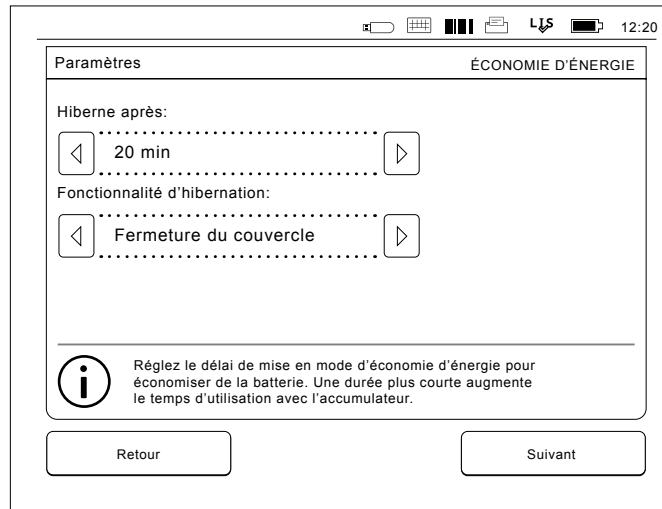 LIS 12:20
Paramètres ÉCONOMIE D’ÉNERGIE
Hiberne après:
20 min
Fonctionnalité d’hibernation:
Fermeture du couvercle
i Réglez le délai de mise en mode d’économie d’énergie pour
économiser de la batterie. Une durée plus courte augmente
le temps d’utilisation avec l’accumulateur.
Retour Suivant